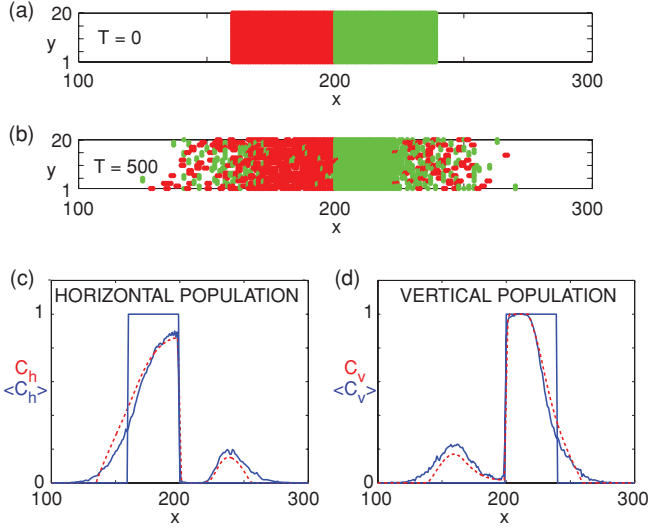 (a)
20
y
T = 0
1
100
200
300
x
(b)
20
y
T = 500
1
100
200
300
x
(c)
HORIZONTAL POPULATION
1
C_h
<C_h>
0
100
200
300
x
(d)
VERTICAL POPULATION
1
C_v
<C_v>
0
100
200
300
x